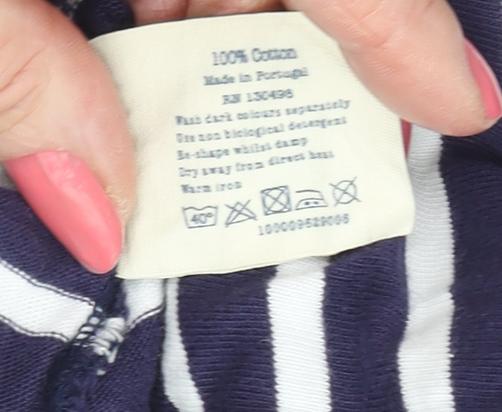 100% Cotton
Made in Portugal
RN 130498
Wash dark colours separately
Use non biological detergent
Re-shape whilst damp
Dry away from direct heat
Warm iron
40°
100009629006